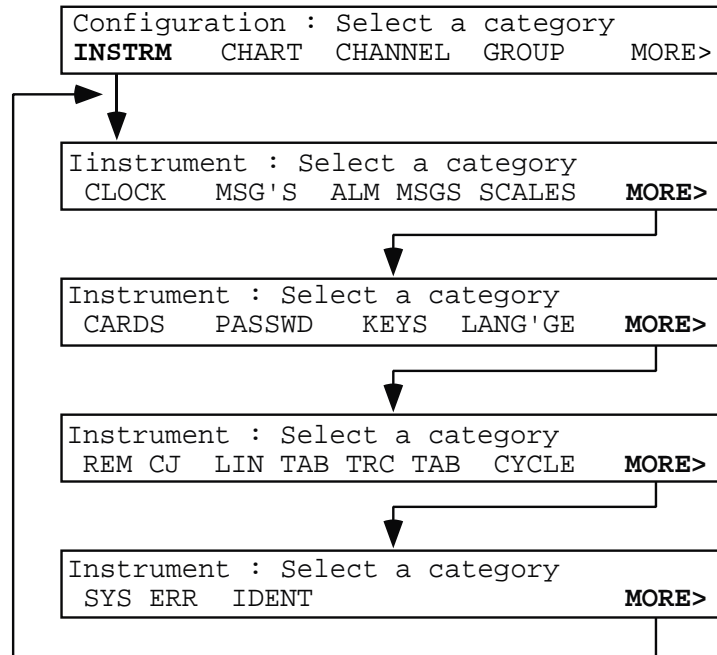 Configuration : Select a category
INSTRM CHART CHANNEL GROUP MORE>
Iinstrument : Select a category
CLOCK MSG'S ALM MSGS SCALES MORE>
Instrument : Select a category
CARDS PASSWD KEYS LANG'GE MORE>
Instrument : Select a category
REM CJ LIN TAB TRC TAB CYCLE MORE>
Instrument : Select a category
SYS ERR IDENT MORE>